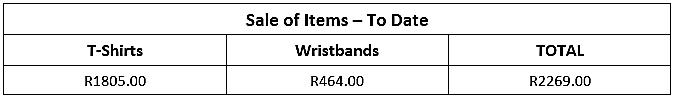 Sale of Items – To Date
T-Shirts Wristbands TOTAL
R1805.00 R464.00 R2269.00